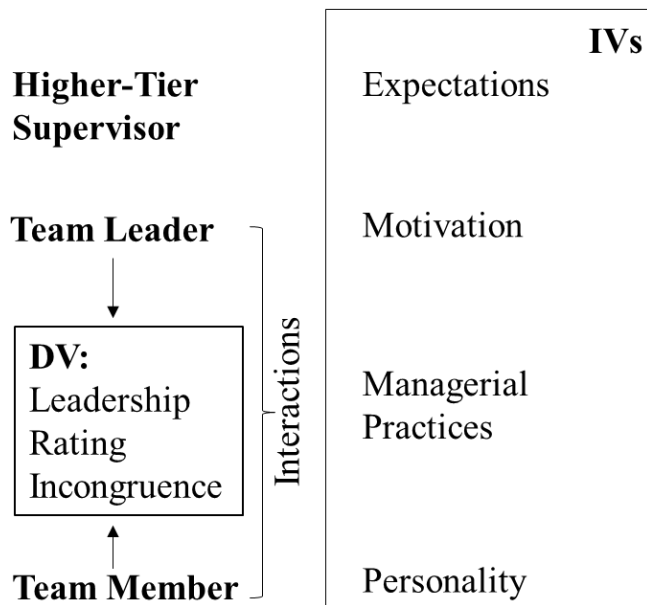 IVs
Higher-Tier
Supervisor
Expectations
Team Leader
Motivation
DV:
Leadership
Rating
Incongruence
Interactions
Managerial
Practices
Team Member
Personality